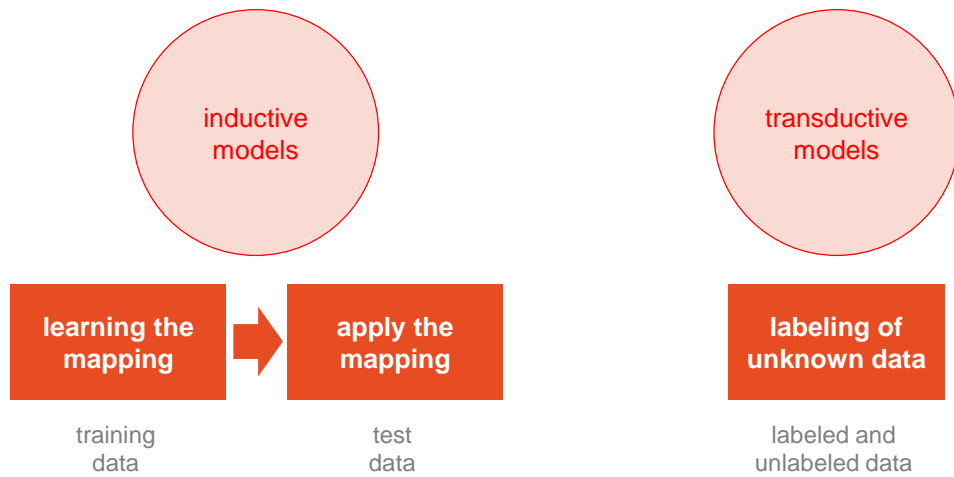 inductive
models
transductive
models
learning the
mapping
apply the
mapping
labeling of
unknown data
training
data
test
data
labeled and
unlabeled data